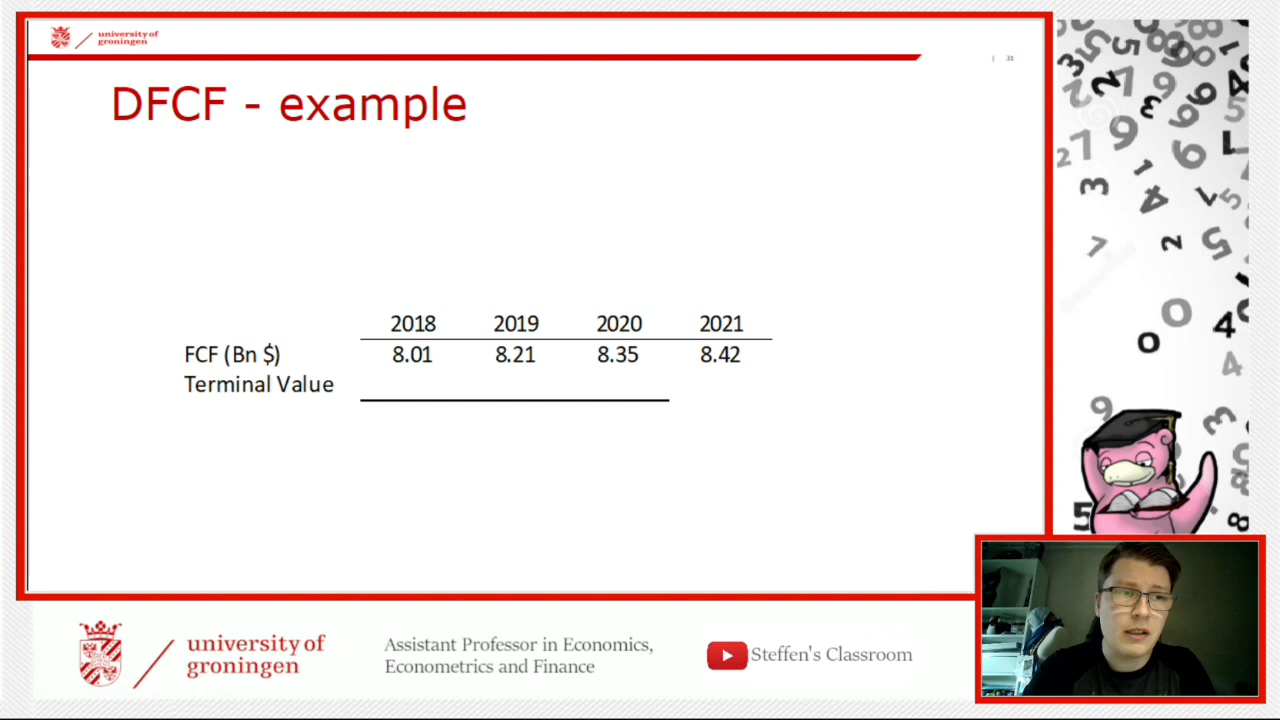 university of
groningen
| 31
DFCF - example
2018 2019 2020 2021
FCF (Bn $) 8.01 8.21 8.35 8.42
Terminal Value
university of
groningen
Assistant Professor in Economics,
Econometrics and Finance
Steffen's Classroom